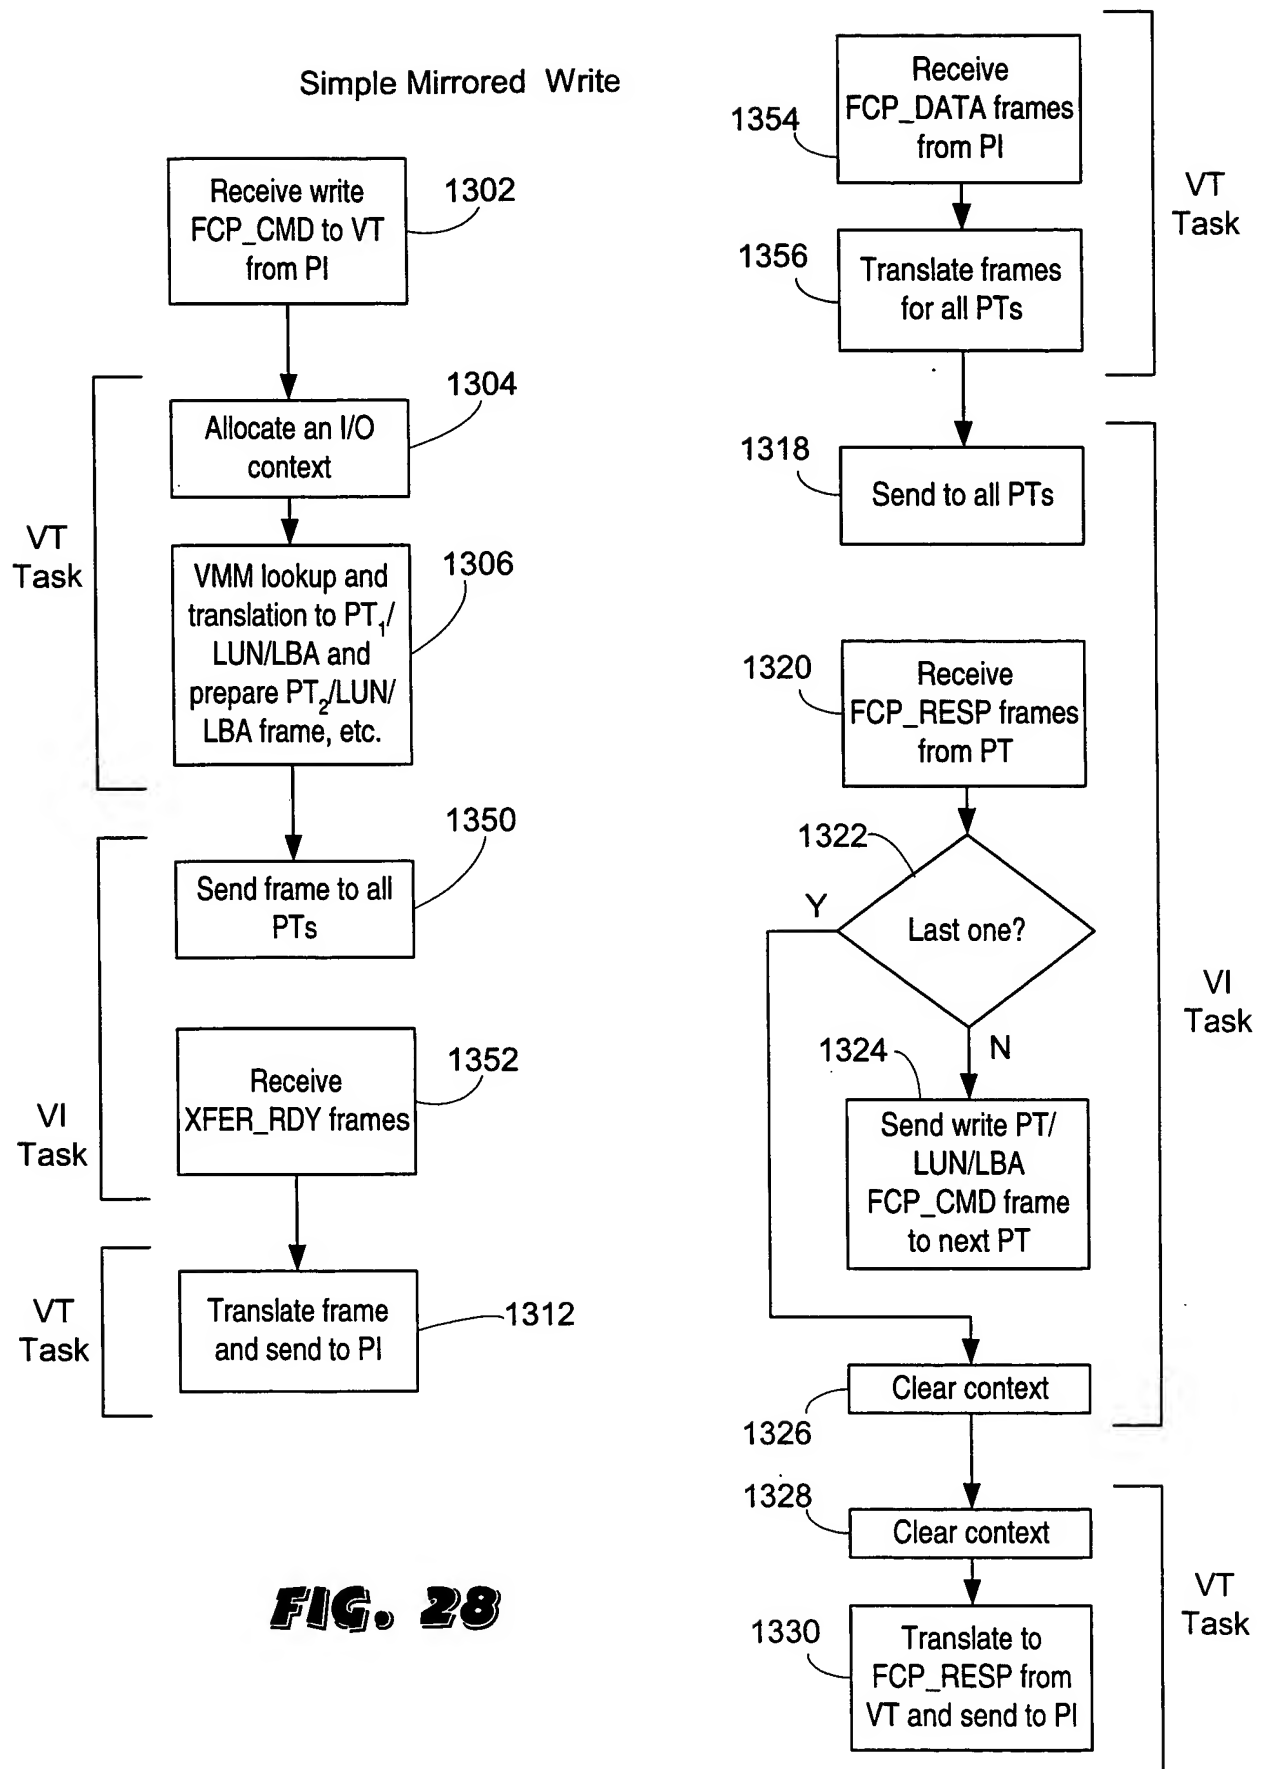 Simple Mirrored Write
Receive write
FCP_CMD to VT
from PI
1302
Allocate an I/O
context
1304
VT
Task
VMM lookup and
translation to PT1/
LUN/LBA and
prepare PT2/LUN/
LBA frame, etc.
1306
Send frame to all
PTs
1350
Receive
XFER_RDY frames
1352
VI
Task
Translate frame
and send to PI
1312
VT
Task
FIG. 28
Receive
FCP_DATA frames
from PI
1354
VT
Task
1356
Translate frames
for all PTs
1318
Send to all PTs
1320
Receive
FCP_RESP frames
from PT
1322
Y
Last one?
N
VI
Task
1324
Send write PT/
LUN/LBA
FCP_CMD frame
to next PT
Clear context
1326
1328
Clear context
VT
Task
1330
Translate to
FCP_RESP from
VT and send to PI